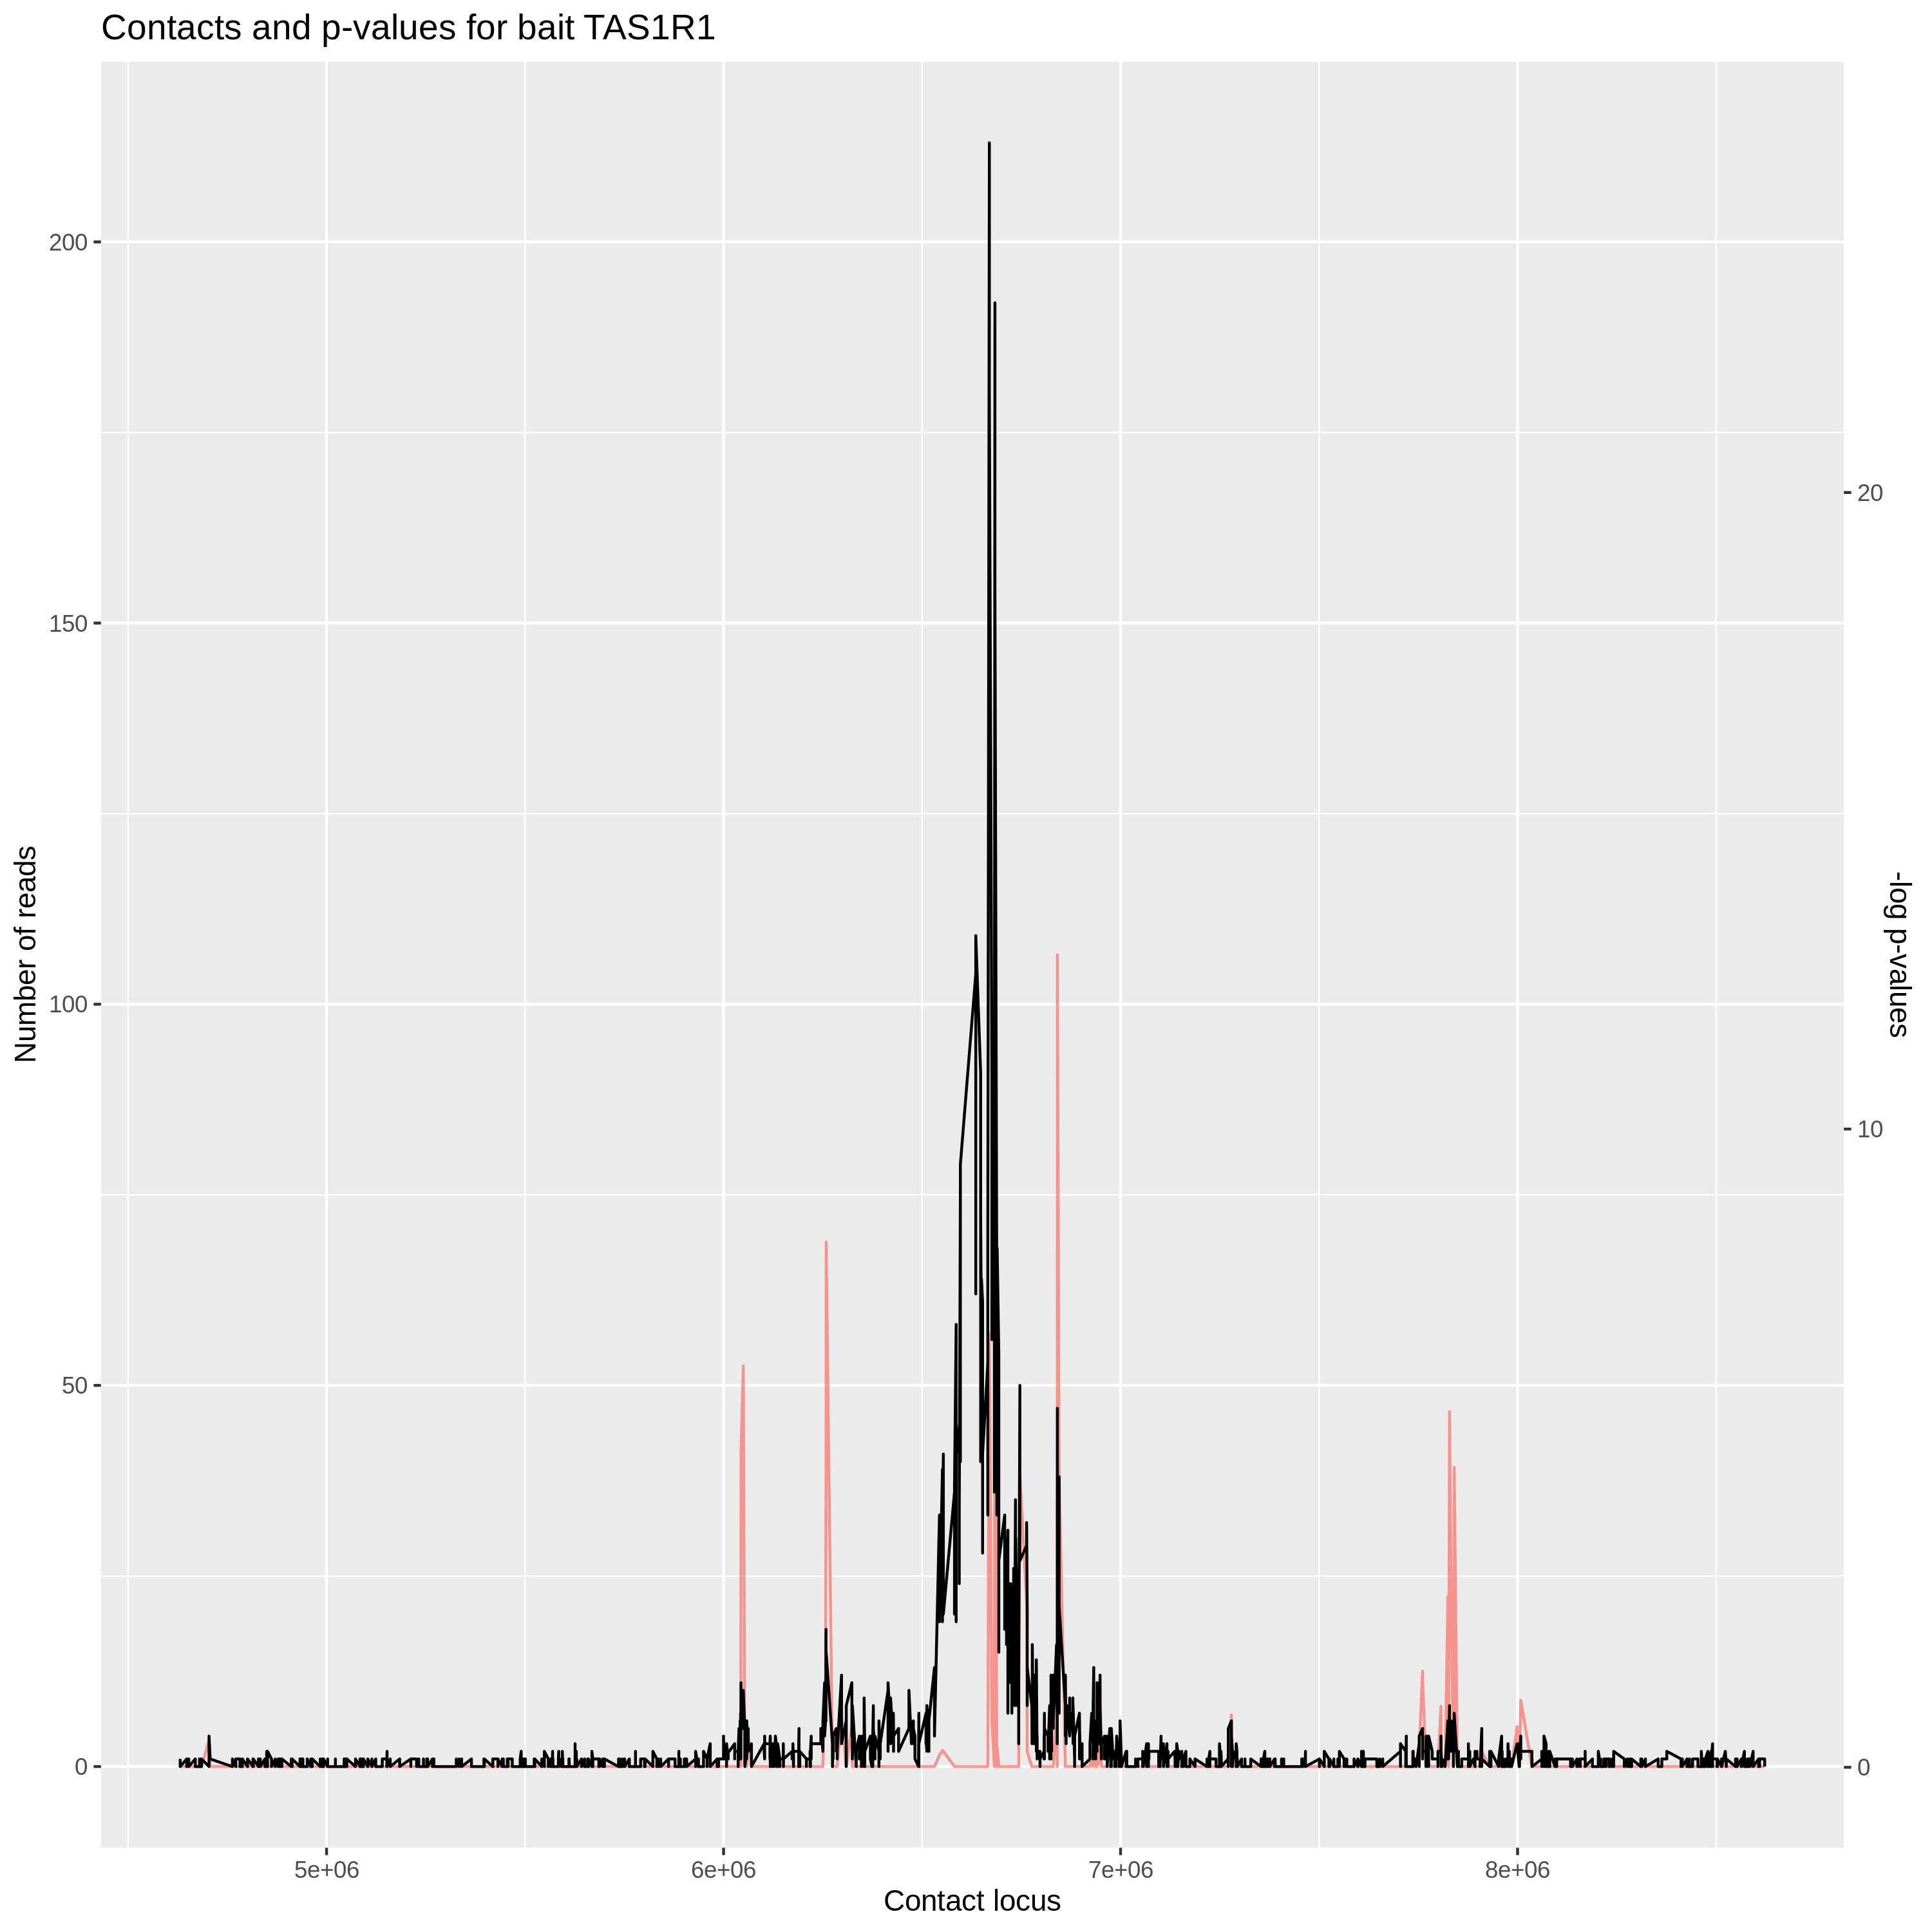 Contacts and p-values for bait TAS1R1
200
150
100
50
0
Number of reads
20
10
0
-log p-values
5e+06
6e+06
7e+06
8e+06
Contact locus